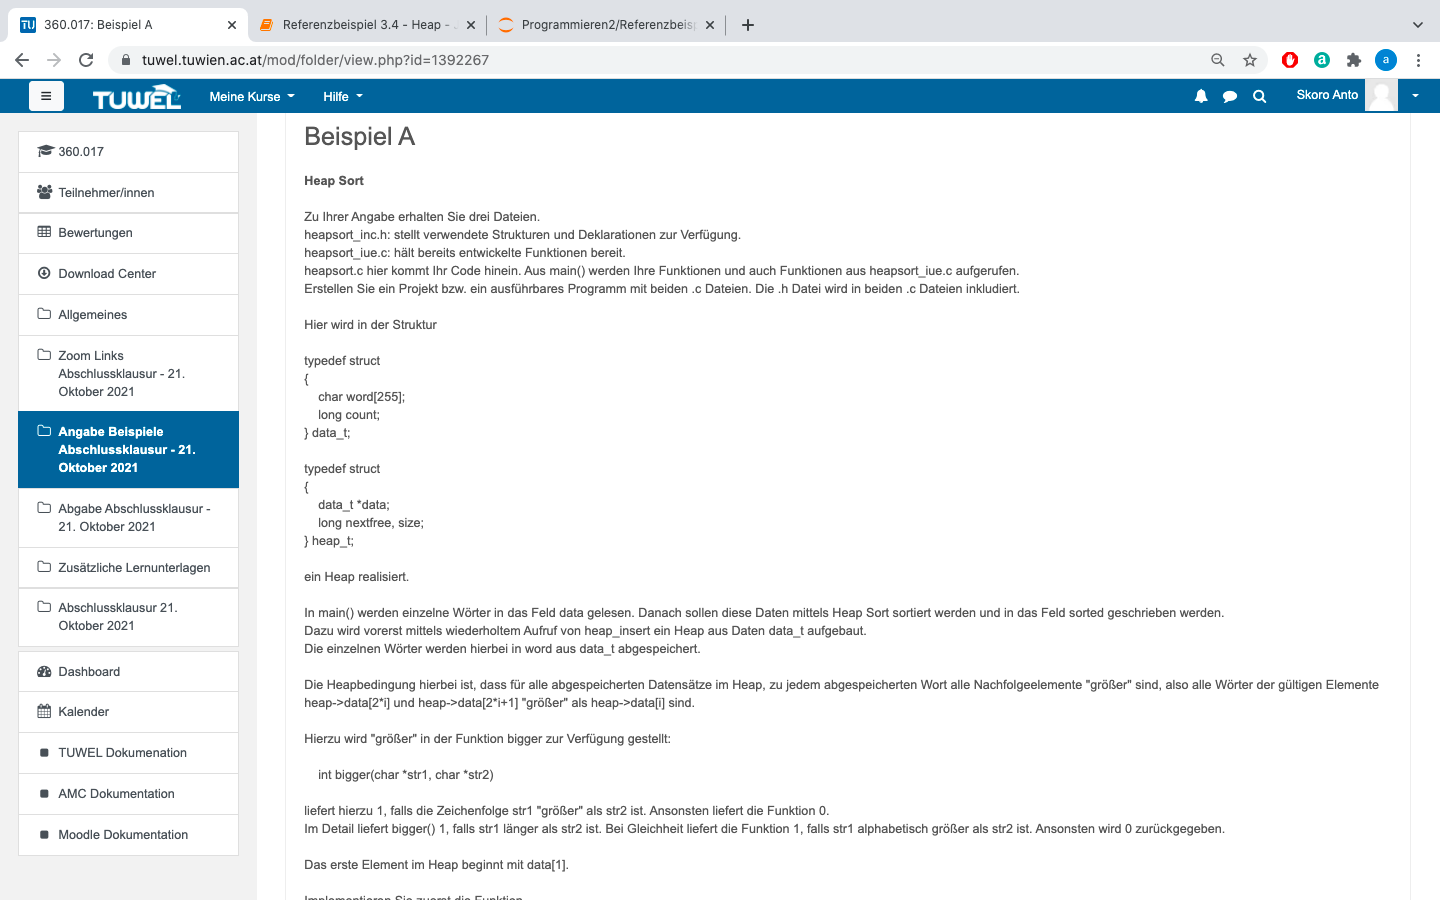 360.017: Beispiel A
Referenzbeispiel 3.4 - Heap -
Programmieren2/Referenzbeis
tuwel.tuwien.ac.at/mod/folder/view.php?id=1392267
TUWEL
Meine Kurse
Hilfe
Skoro Anto
360.017
Teilnehmer/innen
Bewertungen
Download Center
Allgemeines
Zoom Links
Abschlussklausur - 21.
Oktober 2021
Angabe Beispiele
Abschlussklausur - 21.
Oktober 2021
Abgabe Abschlussklausur -
21. Oktober 2021
Zusätzliche Lernunterlagen
Abschlussklausur 21.
Oktober 2021
Dashboard
Kalender
TUWEL Dokumenation
AMC Dokumentation
Moodle Dokumentation
Beispiel A
Heap Sort
Zu Ihrer Angabe erhalten Sie drei Dateien.
heapsort_inc.h: stellt verwendete Strukturen und Deklarationen zur Verfügung.
heapsort_iue.c: hält bereits entwickelte Funktionen bereit.
heapsort.c hier kommt Ihr Code hinein. Aus main() werden Ihre Funktionen und auch Funktionen aus heapsort_iue.c aufgerufen.
Erstellen Sie ein Projekt bzw. ein ausführbares Programm mit beiden .c Dateien. Die .h Datei wird in beiden .c Dateien inkludiert.
Hier wird in der Struktur
typedef struct
{
char word[255];
long count;
} data_t;
typedef struct
{
data_t *data;
long nextfree, size;
} heap_t;
ein Heap realisiert.
In main() werden einzelne Wörter in das Feld data gelesen. Danach sollen diese Daten mittels Heap Sort sortiert werden und in das Feld sorted geschrieben werden.
Dazu wird vorerst mittels wiederholtem Aufruf von heap_insert ein Heap aus Daten data_t aufgebaut.
Die einzelnen Wörter werden hierbei in word aus data_t abgespeichert.
Die Heapbedingung hierbei ist, dass für alle abgespeicherten Datensätze im Heap, zu jedem abgespeicherten Wort alle Nachfolgeelemente "größer" sind, also alle Wörter der gültigen Elemente
heap->data[2*i] und heap->data[2*i+1] "größer" als heap->data[i] sind.
Hierzu wird "größer" in der Funktion bigger zur Verfügung gestellt:
int bigger(char *str1, char *str2)
liefert hierzu 1, falls die Zeichenfolge str1 "größer" als str2 ist. Ansonsten liefert die Funktion 0.
Im Detail liefert bigger() 1, falls str1 länger als str2 ist. Bei Gleichheit liefert die Funktion 1, falls str1 alphabetisch größer als str2 ist. Ansonsten wird 0 zurückgegeben.
Das erste Element im Heap beginnt mit data[1].
Implementieren Sie zuerst die Funktion